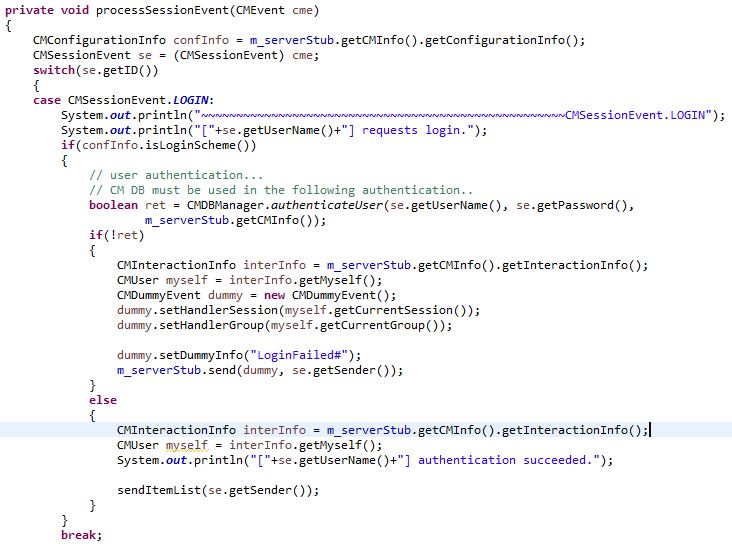 private void processSessionEvent(CMEvent cme)
{
    CMConfigurationInfo confInfo = m_serverStub.getCMInfo().getConfigurationInfo();
    CMSessionEvent se = (CMSessionEvent) cme;
    switch(se.getID())
    {
    case CMSessionEvent.LOGIN:
        System.out.println("~~~~~~~~~~~~~~~~~~~~~~~~~~~~~~~~~~~~~~~~~~~~~~~~~~~~CMSessionEvent.LOGIN");
        System.out.println("["+se.getUserName()+"] requests login.");
        if(confInfo.isLoginScheme())
        {
            // user authentication...
            // CM DB must be used in the following authentication..
            boolean ret = CMDBManager.authenticateUser(se.getUserName(), se.getPassword(),
                    m_serverStub.getCMInfo());
            if(!ret)
            {
                CMInteractionInfo interInfo = m_serverStub.getCMInfo().getInteractionInfo();
                CMUser myself = interInfo.getMyself();
                CMDummyEvent dummy = new CMDummyEvent();
                dummy.setHandlerSession(myself.getCurrentSession());
                dummy.setHandlerGroup(myself.getCurrentGroup());

                dummy.setDummyInfo("LoginFailed#");
                m_serverStub.send(dummy, se.getSender());
            }
            else
            {
                CMInteractionInfo interInfo = m_serverStub.getCMInfo().getInteractionInfo();
                CMUser myself = interInfo.getMyself();
                System.out.println("["+se.getUserName()+"] authentication succeeded.");

                sendItemList(se.getSender());
            }
        }
        break;